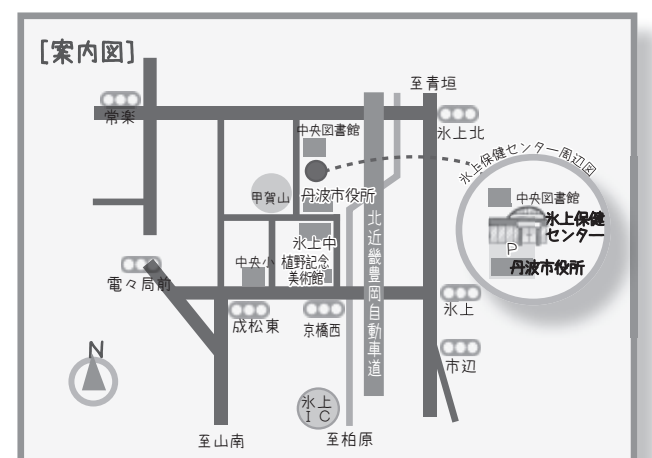 [案内図]
至青垣
常楽
氷上北
中央図書館
氷上保健センター周辺図
中央図書館
氷上保健
センター
P
丹波市役所
甲賀山
丹波市役所
北近畿豊岡自動車道
氷上中
中央小
植野記念
美術館
電々局前
成松東
京橋西
氷上
市辺
N
氷上
IC
至山南
至柏原